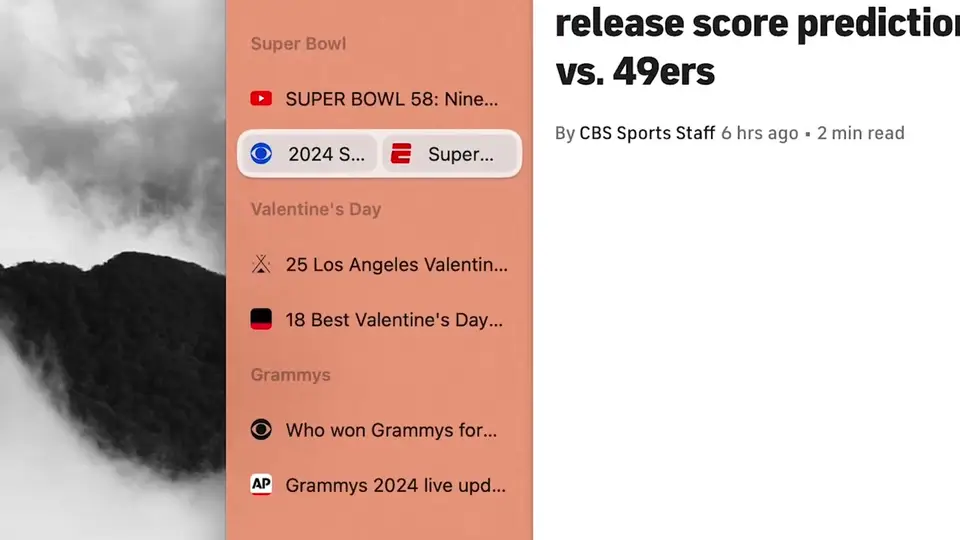 Super Bowl
SUPER BOWL 58: Nine...
2024 S... Super...
Valentine's Day
25 Los Angeles Valentin...
18 Best Valentine's Day...
Grammys
Who won Grammys for...
AP Grammys 2024 live upd...
release score prediction
vs. 49ers
By CBS Sports Staff 6 hrs ago • 2 min read